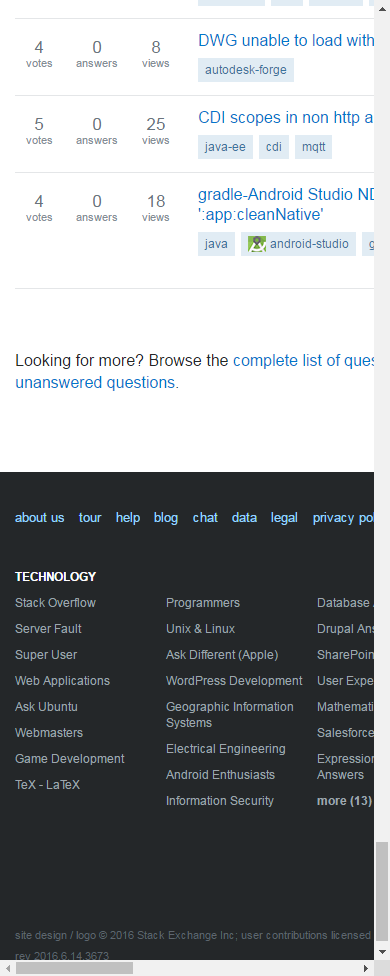 4 0 8 DWG unable to load with
votes answers views
autodesk-forge
5 0 25 CDI scopes in non http a
votes answers views
java-ee cdi mqtt
4 0 18 gradle-Android Studio ND
votes answers views ':app:cleanNative'
java android-studio g
Looking for more? Browse the complete list of ques
unanswered questions.
about us tour help blog chat data legal privacy pol
TECHNOLOGY
Stack Overflow Programmers Database
Server Fault Unix & Linux Drupal Ans
Super User Ask Different (Apple) SharePoin
Web Applications WordPress Development User Expe
Ask Ubuntu Geographic Information Mathemati
Systems
Webmasters Salesforce
Game Development Electrical Engineering Expression
Answers
TeX - LaTeX Android Enthusiasts
Information Security more (13)
site design / logo © 2016 Stack Exchange Inc; user contributions licensed
rev 2016.6.14.3673